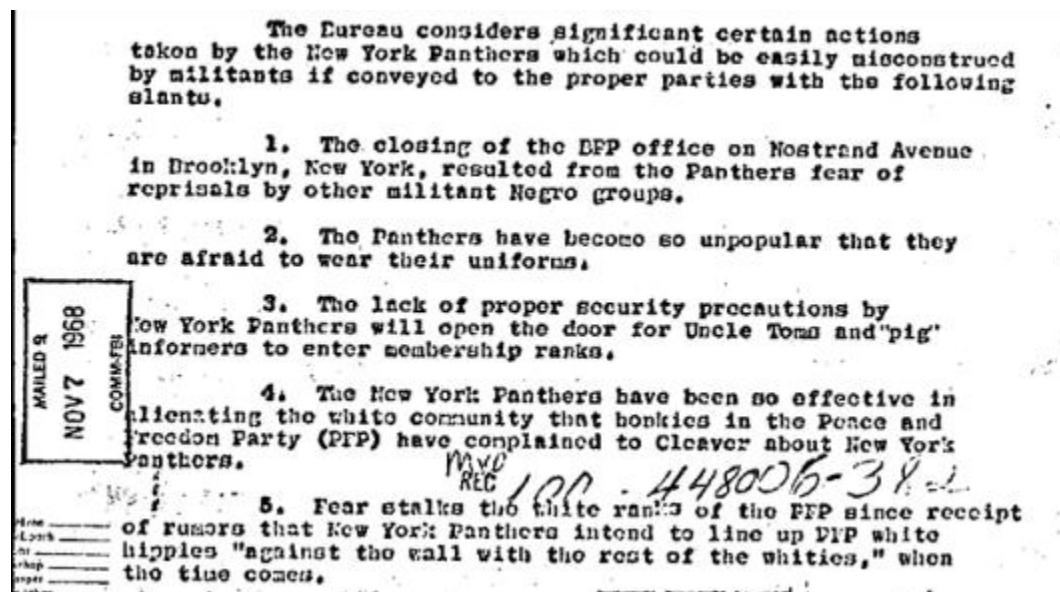 The Bureau considers significant certain actions
taken by the New York Panthers which could be easily misconstrued
by militants if conveyed to the proper parties with the following
slants.
1. The closing of the BPP office on Nostrand Avenue
in Brooklyn, New York, resulted from the Panthers fear of
reprisals by other militant Negro groups.
2. The Panthers have become so unpopular that they
are afraid to wear their uniforms.
3. The lack of proper security precautions by
New York Panthers will open the door for Uncle Toms and "pig"
informers to enter membership ranks.
MAILED
NOV 7 1968
COMM-FBI
4. The New York Panthers have been so effective in
alienating the white community that honkies in the Peace and
Freedom Party (PFP) have complained to Cleaver about New York
Panthers.
REC
100-448006-
5. Fear stalks the white ranks of the PFP since receipt
of rumors that New York Panthers intend to line up PFP white
hippies "against the wall with the rest of the whities," when
the time comes.